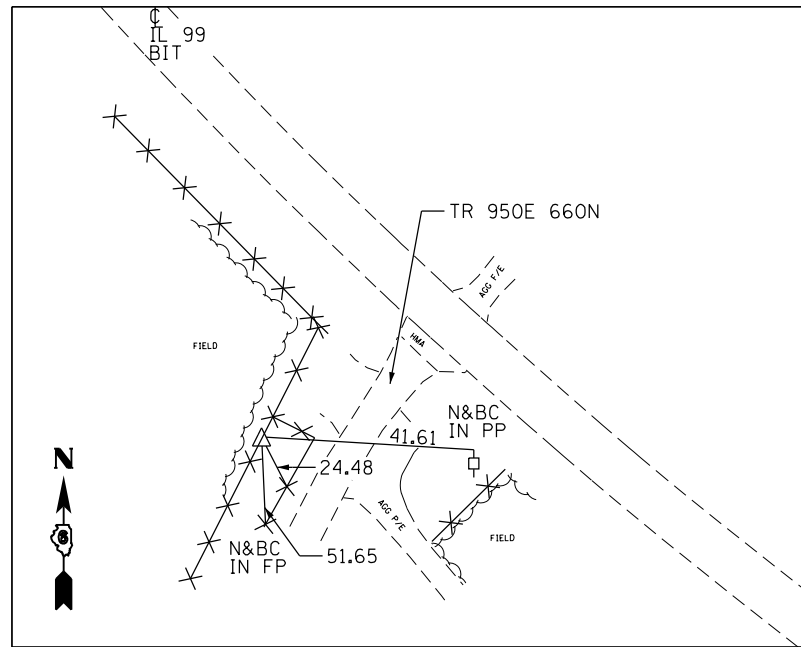 ℄
IL 99
BIT
TR 950E 660N
AGG F/E
FIELD
HMA
N&BC
IN PP
41.61
24.48
N
6
AGG P/E
FIELD
N&BC
IN FP
51.65